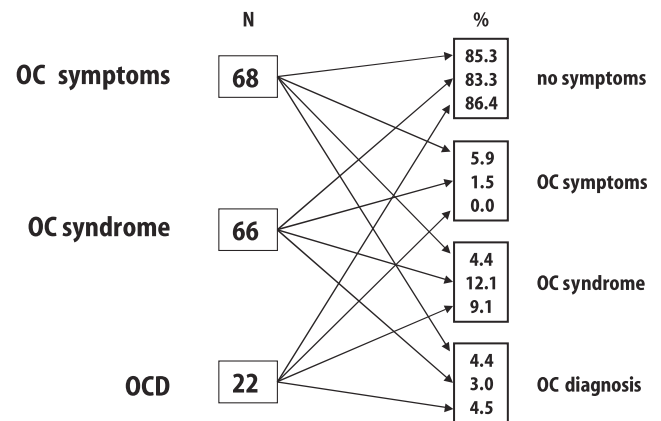 N %
OC symptoms 68
85.3
83.3
86.4
no symptoms
5.9
1.5
0.0
OC symptoms
OC syndrome 66
4.4
12.1
9.1
OC syndrome
OCD 22
4.4
3.0
4.5
OC diagnosis